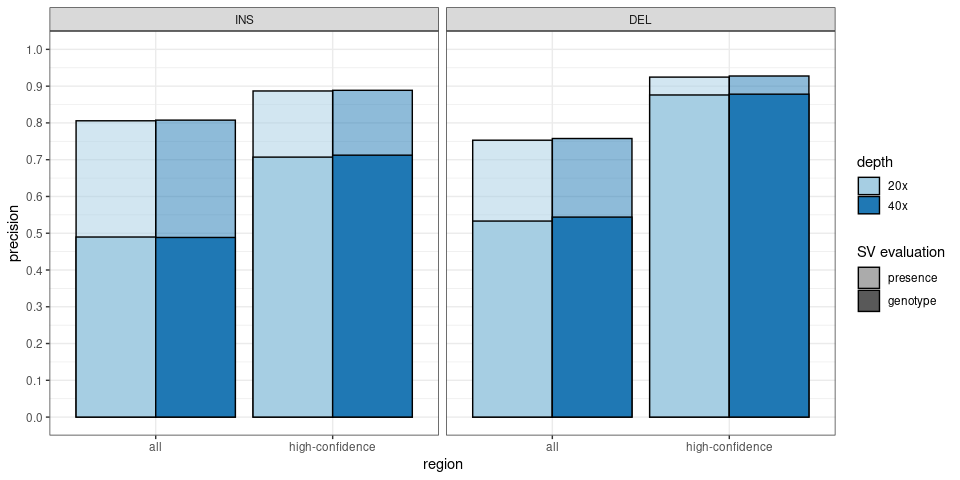 INS
DEL
1.0
0.9
0.8
0.7
0.6
0.5
0.4
0.3
0.2
0.1
0.0
precision
all
high-confidence
all
high-confidence
region
depth
20x
40x
SV evaluation
presence
genotype